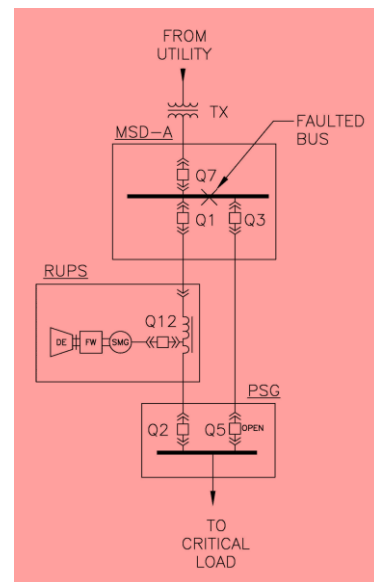 FROM
UTILITY
TX
MSD-A
FAULTED
BUS
Q7
Q1
Q3
RUPS
Q12
DE
FW
SMG
PSG
Q2
Q5
OPEN
TO
CRITICAL
LOAD